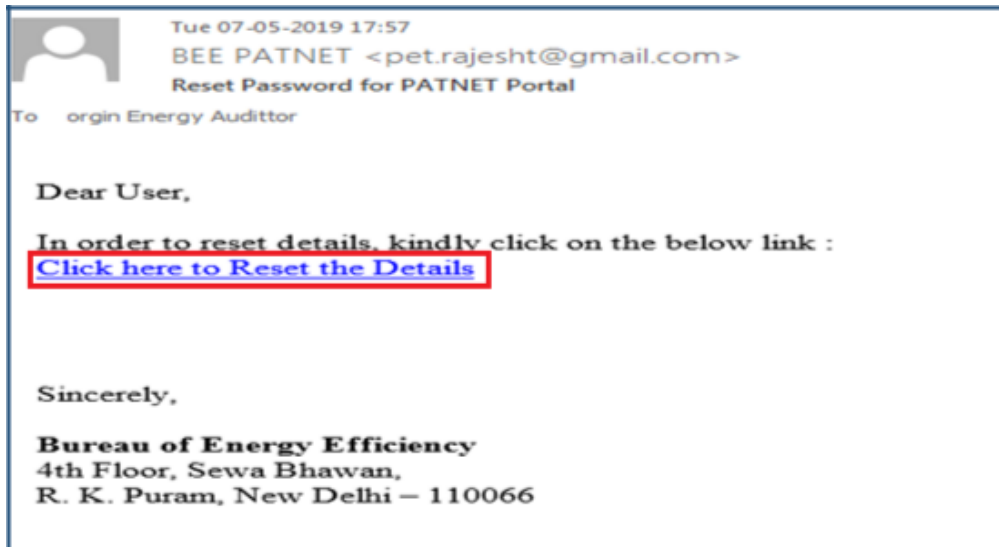 Tue 07-05-2019 17:57
BEE PATNET <pet.rajesht@gmail.com>
Reset Password for PATNET Portal
To orgin Energy Audittor
Dear User,
In order to reset details, kindly click on the below link :
Click here to Reset the Details
Sincerely,
Bureau of Energy Efficiency
4th Floor, Sewa Bhawan,
R. K. Puram, New Delhi – 110066